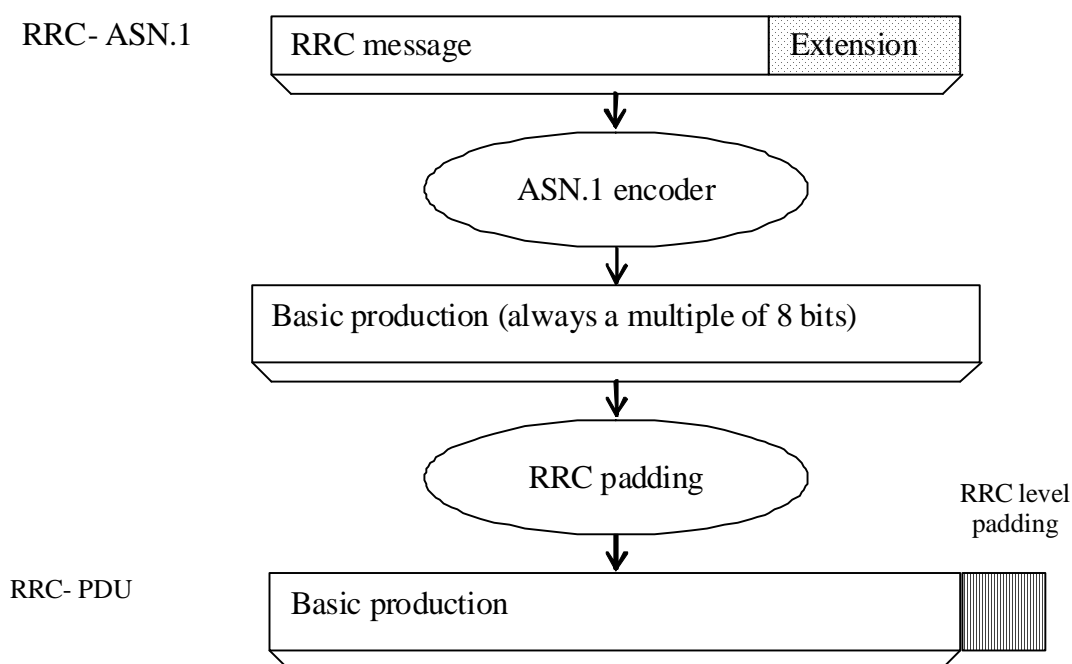 RRC- ASN.1
RRC message
Extension
ASN.1 encoder
Basic production (always a multiple of 8 bits)
RRC padding
RRC level
padding
RRC- PDU
Basic production